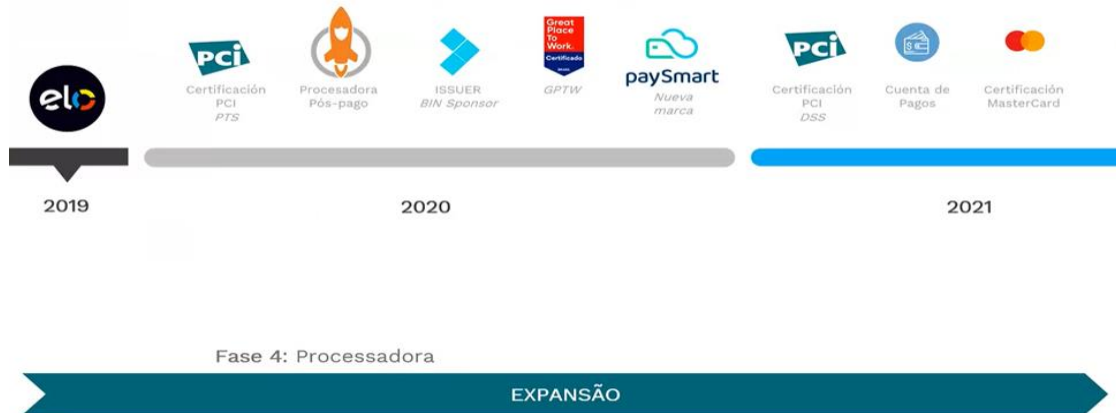 elo
PCI
Certificación
PCI
PTS
Procesadora
Pós-pago
ISSUER
BIN Sponsor
Great
Place
To
Work.
Certificado
GPTW
paySmart
Nueva
marca
PCI
Certificación
PCI
DSS
Cuenta de
Pagos
Certificación
MasterCard
2019
2020
2021
Fase 4: Processadora
EXPANSÃO